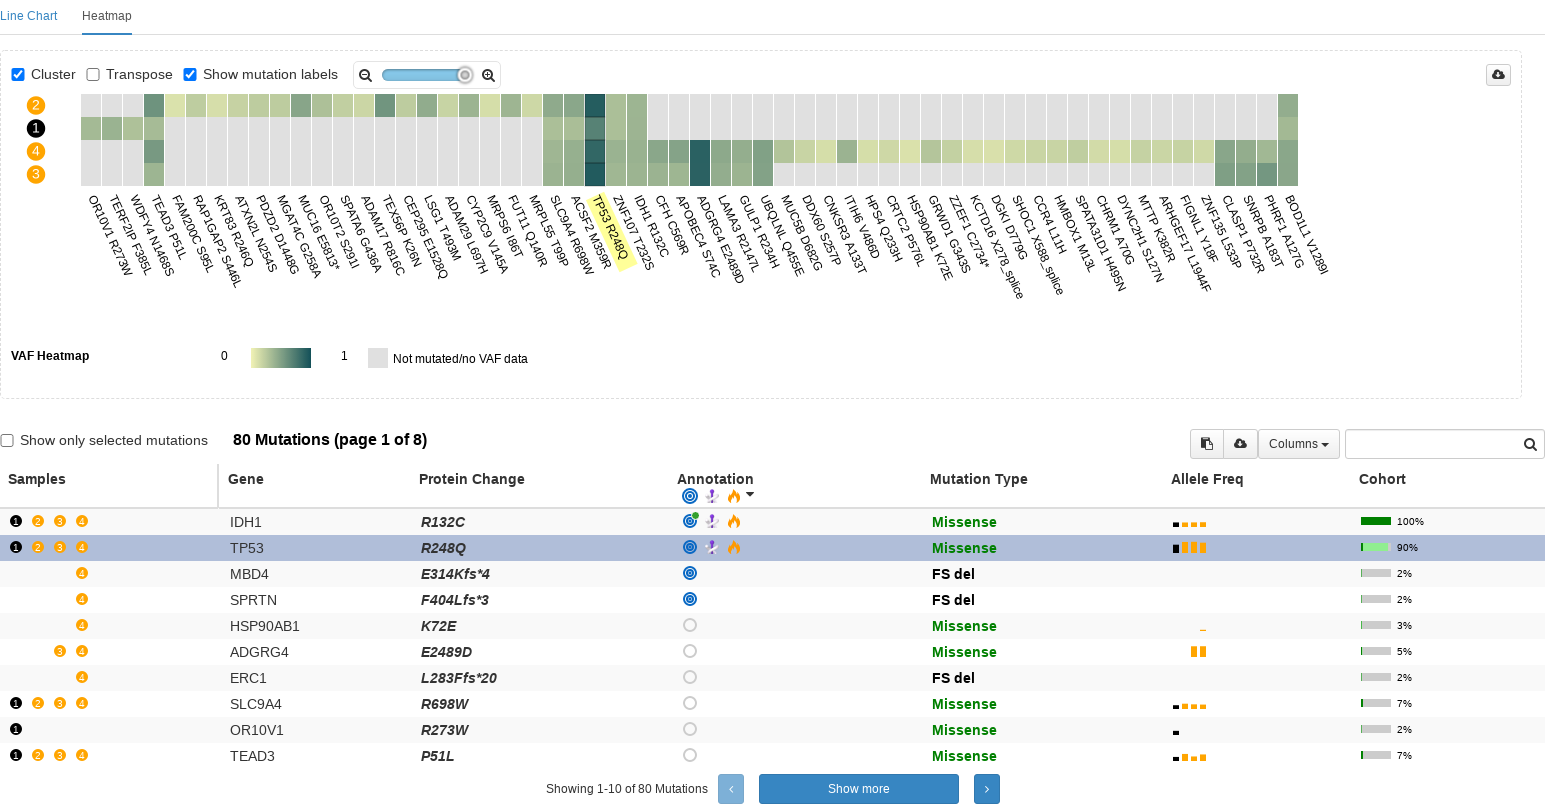 Line Chart Heatmap
Cluster Transpose Show mutation labels
2
1
4
3
OR10V1 R273W
TERF2IP F385L
WDFY4 N1468S
TEAD3 P51L
FAM200C S95L
RAP1GAP2 S446L
KRT83 R246Q
ATXN2L N254S
PDZD2 D1448G
MGAT4C G258A
MUC16 E5813*
OR10T2 S291I
SPATA6 G436A
ADAM17 R816C
TEX56P K26N
CEP295 E1528Q
LSG1 T493M
ADAM29 L697H
CYP2C9 V145A
MRPS6 I86T
FUT11 Q140R
MRPL55 T99P
SLC9A4 R698W
ACSF2 M359R
TP53 R248Q
ZNF107 T232S
IDH1 R132C
CFH C569R
APOBEC4 S74C
ADGRG4 E2489D
LAMA3 R2147L
GULP1 R234H
UBQLNL Q455E
MUC5B D682G
DDX60 S257P
CNKSR3 A133T
ITIH6 V486D
HPS4 Q233H
CRTC2 P576L
HSP90AB1 K72E
GRWD1 G343S
ZZEF1 C2734*
KCTD16 X278_splice
DGKI D779G
SHOC1 X588_splice
CCR4 L11H
HMBOX1 M13L
SPATA31D1 H495N
CHRM1 A70G
DYNC2H1 S127N
MTTP K382R
ARHGEF17 L1944F
FIGNL1 Y18F
ZNF135 L533P
CLASP1 P732R
SNRPB A183T
PHRF1 A127G
BOD1L1 V1289I
VAF Heatmap 0 1 Not mutated/no VAF data
Show only selected mutations 80 Mutations (page 1 of 8) Columns
Samples Gene Protein Change Annotation Mutation Type Allele Freq Cohort
1 2 3 4 IDH1 R132C Missense 100%
1 2 3 4 TP53 R248Q Missense 90%
4 MBD4 E314Kfs*4 FS del 2%
4 SPRTN F404Lfs*3 FS del 2%
4 HSP90AB1 K72E Missense 3%
3 4 ADGRG4 E2489D Missense 5%
4 ERC1 L283Ffs*20 FS del 2%
1 2 3 4 SLC9A4 R698W Missense 7%
1 OR10V1 R273W Missense 2%
1 2 3 4 TEAD3 P51L Missense 7%
Showing 1-10 of 80 Mutations ‹ Show more ›